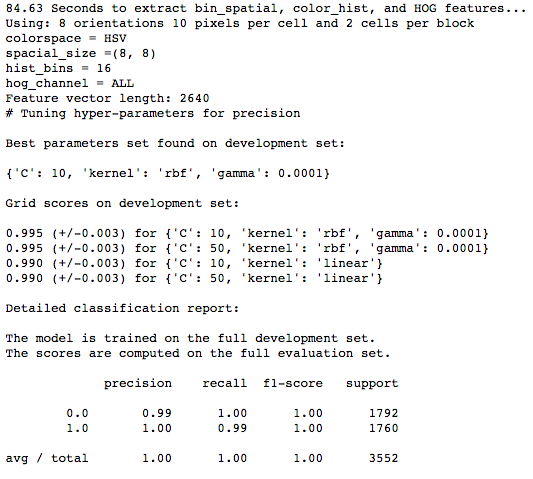 84.63 Seconds to extract bin_spatial, color_hist, and HOG features...
Using: 8 orientations 10 pixels per cell and 2 cells per block
colorspace = HSV
spacial_size =(8, 8)
hist_bins = 16
hog_channel = ALL
Feature vector length: 2640
# Tuning hyper-parameters for precision
Best parameters set found on development set:
{'C': 10, 'kernel': 'rbf', 'gamma': 0.0001}
Grid scores on development set:
0.995 (+/-0.003) for {'C': 10, 'kernel': 'rbf', 'gamma': 0.0001}
0.995 (+/-0.003) for {'C': 50, 'kernel': 'rbf', 'gamma': 0.0001}
0.990 (+/-0.003) for {'C': 10, 'kernel': 'linear'}
0.990 (+/-0.003) for {'C': 50, 'kernel': 'linear'}
Detailed classification report:
The model is trained on the full development set.
The scores are computed on the full evaluation set.
precision recall f1-score support
0.0 0.99 1.00 1.00 1792
1.0 1.00 0.99 1.00 1760
avg / total 1.00 1.00 1.00 3552